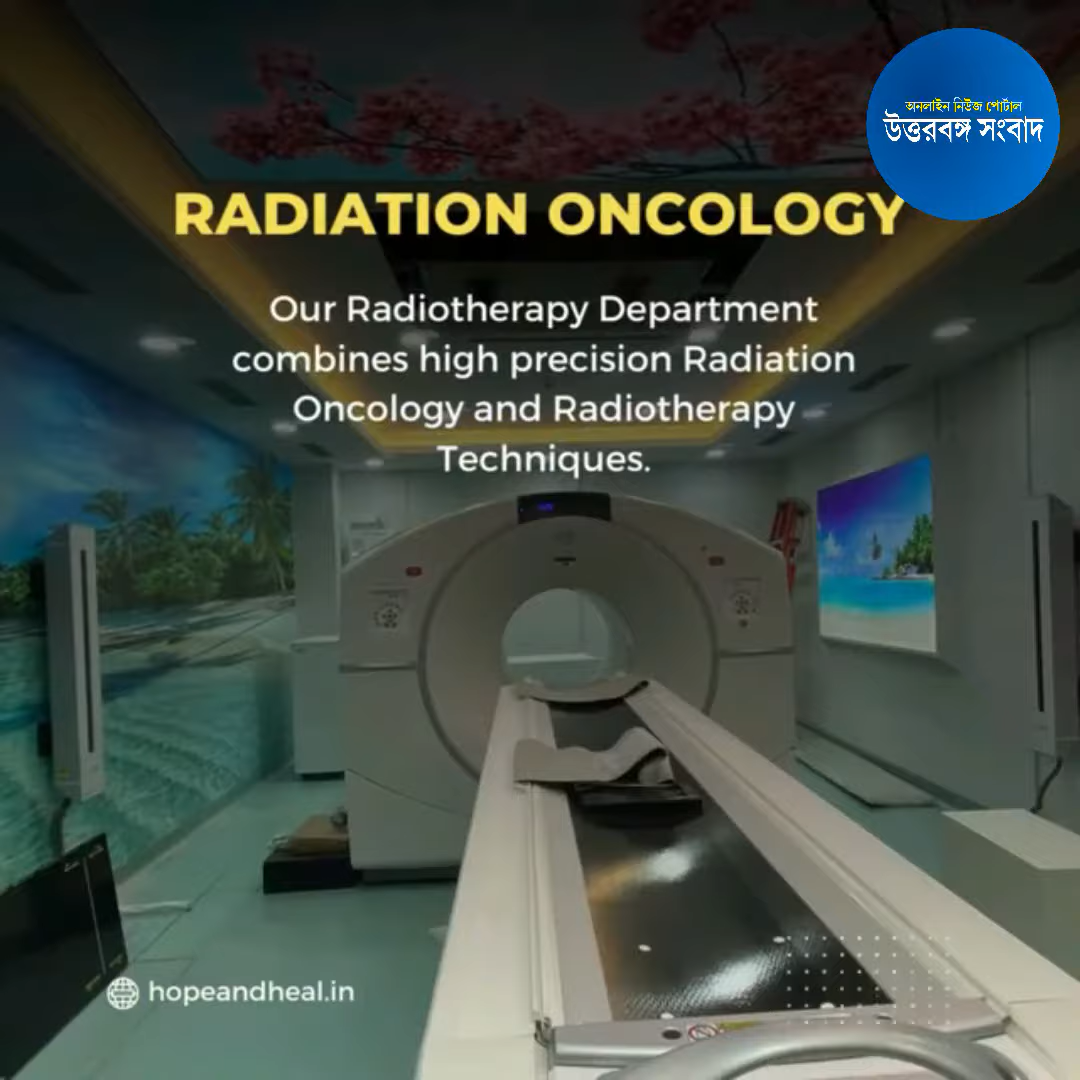 অনলাইন নিউজ পোর্টাল
উত্তরবঙ্গ সংবাদ
RADIATION ONCOLOGY
Our Radiotherapy Department
combines high precision Radiation
Oncology and Radiotherapy
Techniques.
hopeandheal.in